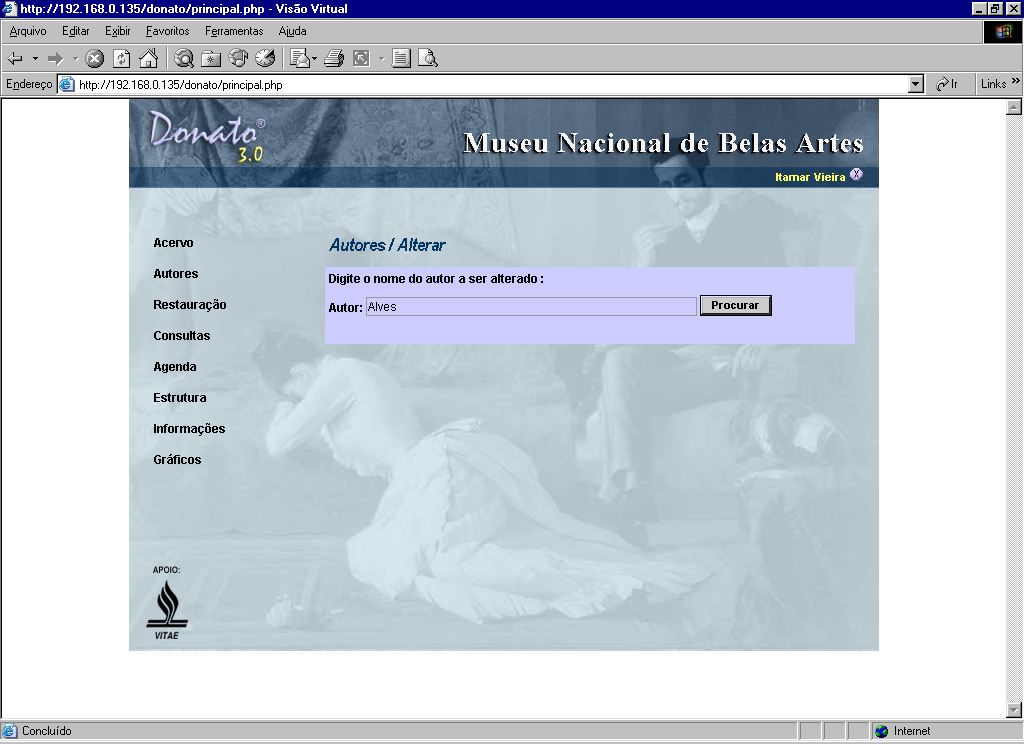 http://192.168.0.135/donato/principal.php - Visão Virtual
Arquivo Editar Exibir Favoritos Ferramentas Ajuda
Endereço http://192.168.0.135/donato/principal.php Ir Links »
Donato®
3.0
Museu Nacional de Belas Artes
Itamar Vieira X
Acervo
Autores
Restauração
Consultas
Agenda
Estrutura
Informações
Gráficos
Autores / Alterar
Digite o nome do autor a ser alterado :
Autor: Alves Procurar
APOIO:
VITAE
Concluído Internet